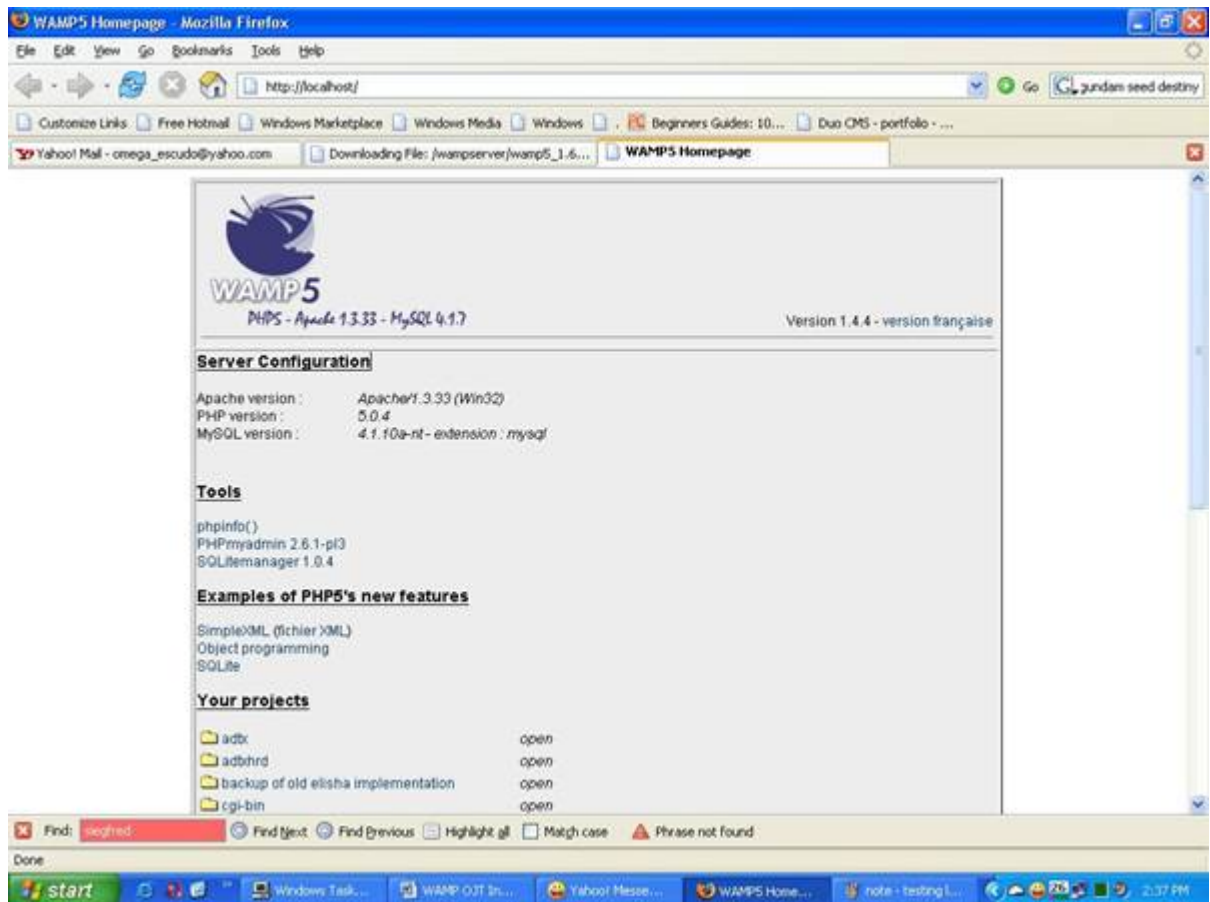 WAMP5 Homepage - Mozilla Firefox
File Edit View Go Bookmarks Tools Help
http://localhost/ Go gundam seed destiny
Customize Links Free Hotmail Windows Marketplace Windows Media Windows Beginners Guides: 10... Duo CMS - portfolio - ...
Yahoo! Mail - omega_escudo@yahoo.com Downloading File: /wampserver/wamp5_1.6... WAMP5 Homepage
WAMP5
PHP5 - Apache 1.3.33 - MySQL 4.1.7
Version 1.4.4 - version française
Server Configuration
Apache version : Apache/1.3.33 (Win32)
PHP version : 5.0.4
MySQL version : 4.1.10a-nt - extension : mysql
Tools
phpinfo()
PHPmyadmin 2.6.1-pl3
SQLitemanager 1.0.4
Examples of PHP5's new features
SimpleXML (fichier XML)
Object programming
SQLite
Your projects
adbx open
adbhrd open
backup of old elisha implementation open
cgi-bin open
Find: siegfred Find Next Find Previous Highlight all Match case Phrase not found
Done
start Windows Task... WAMP OJT In... Yahoo! Messe... WAMP5 Home... note - testing l... 2:37 PM